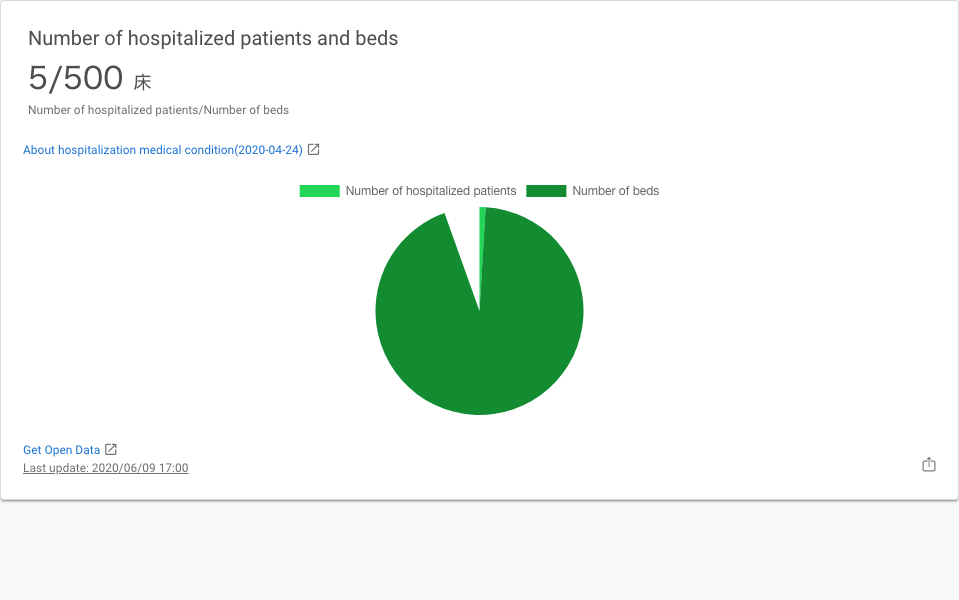 Number of hospitalized patients and beds
5/500 床
Number of hospitalized patients/Number of beds
About hospitalization medical condition(2020-04-24)
Number of hospitalized patients Number of beds
Get Open Data
Last update: 2020/06/09 17:00